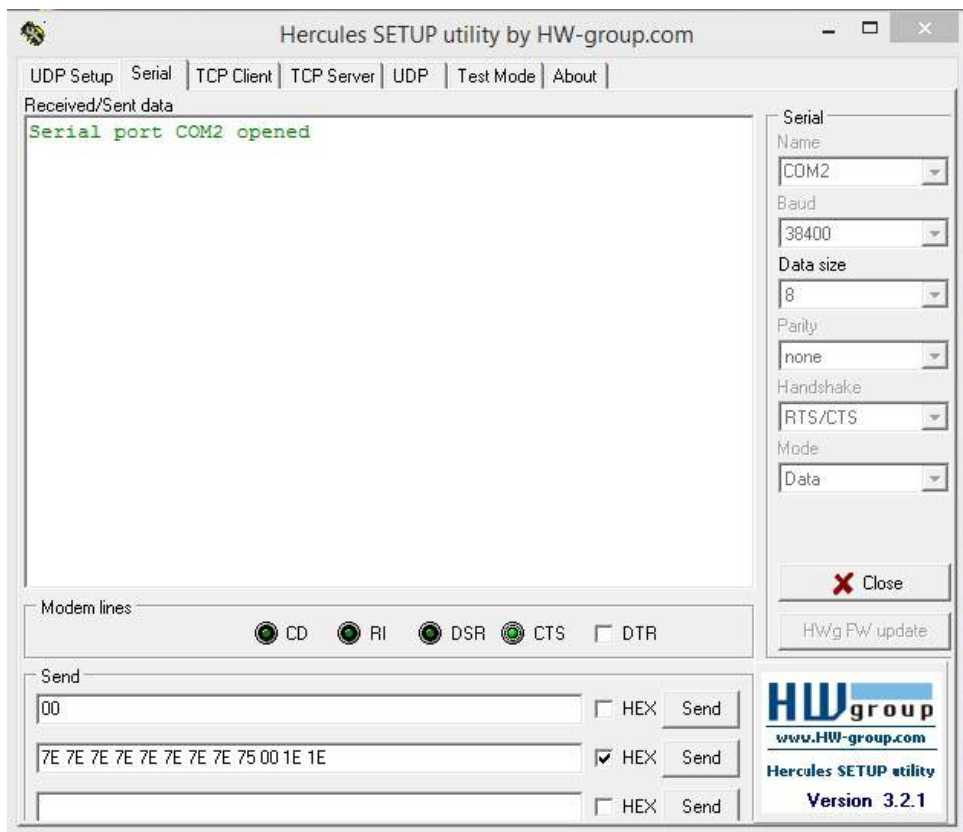 Hercules SETUP utility by HW-group.com
UDP Setup Serial TCP Client TCP Server UDP Test Mode About
Received/Sent data
Serial port COM2 opened
Serial
Name
COM2
Baud
38400
Data size
8
Parity
none
Handshake
RTS/CTS
Mode
Data
Close
HWg FW update
Modem lines
CD RI DSR CTS DTR
Send
00 HEX Send
7E 7E 7E 7E 7E 7E 7E 7E 75 00 1E 1E HEX Send
HEX Send
HW group
www.HW-group.com
Hercules SETUP utility
Version 3.2.1